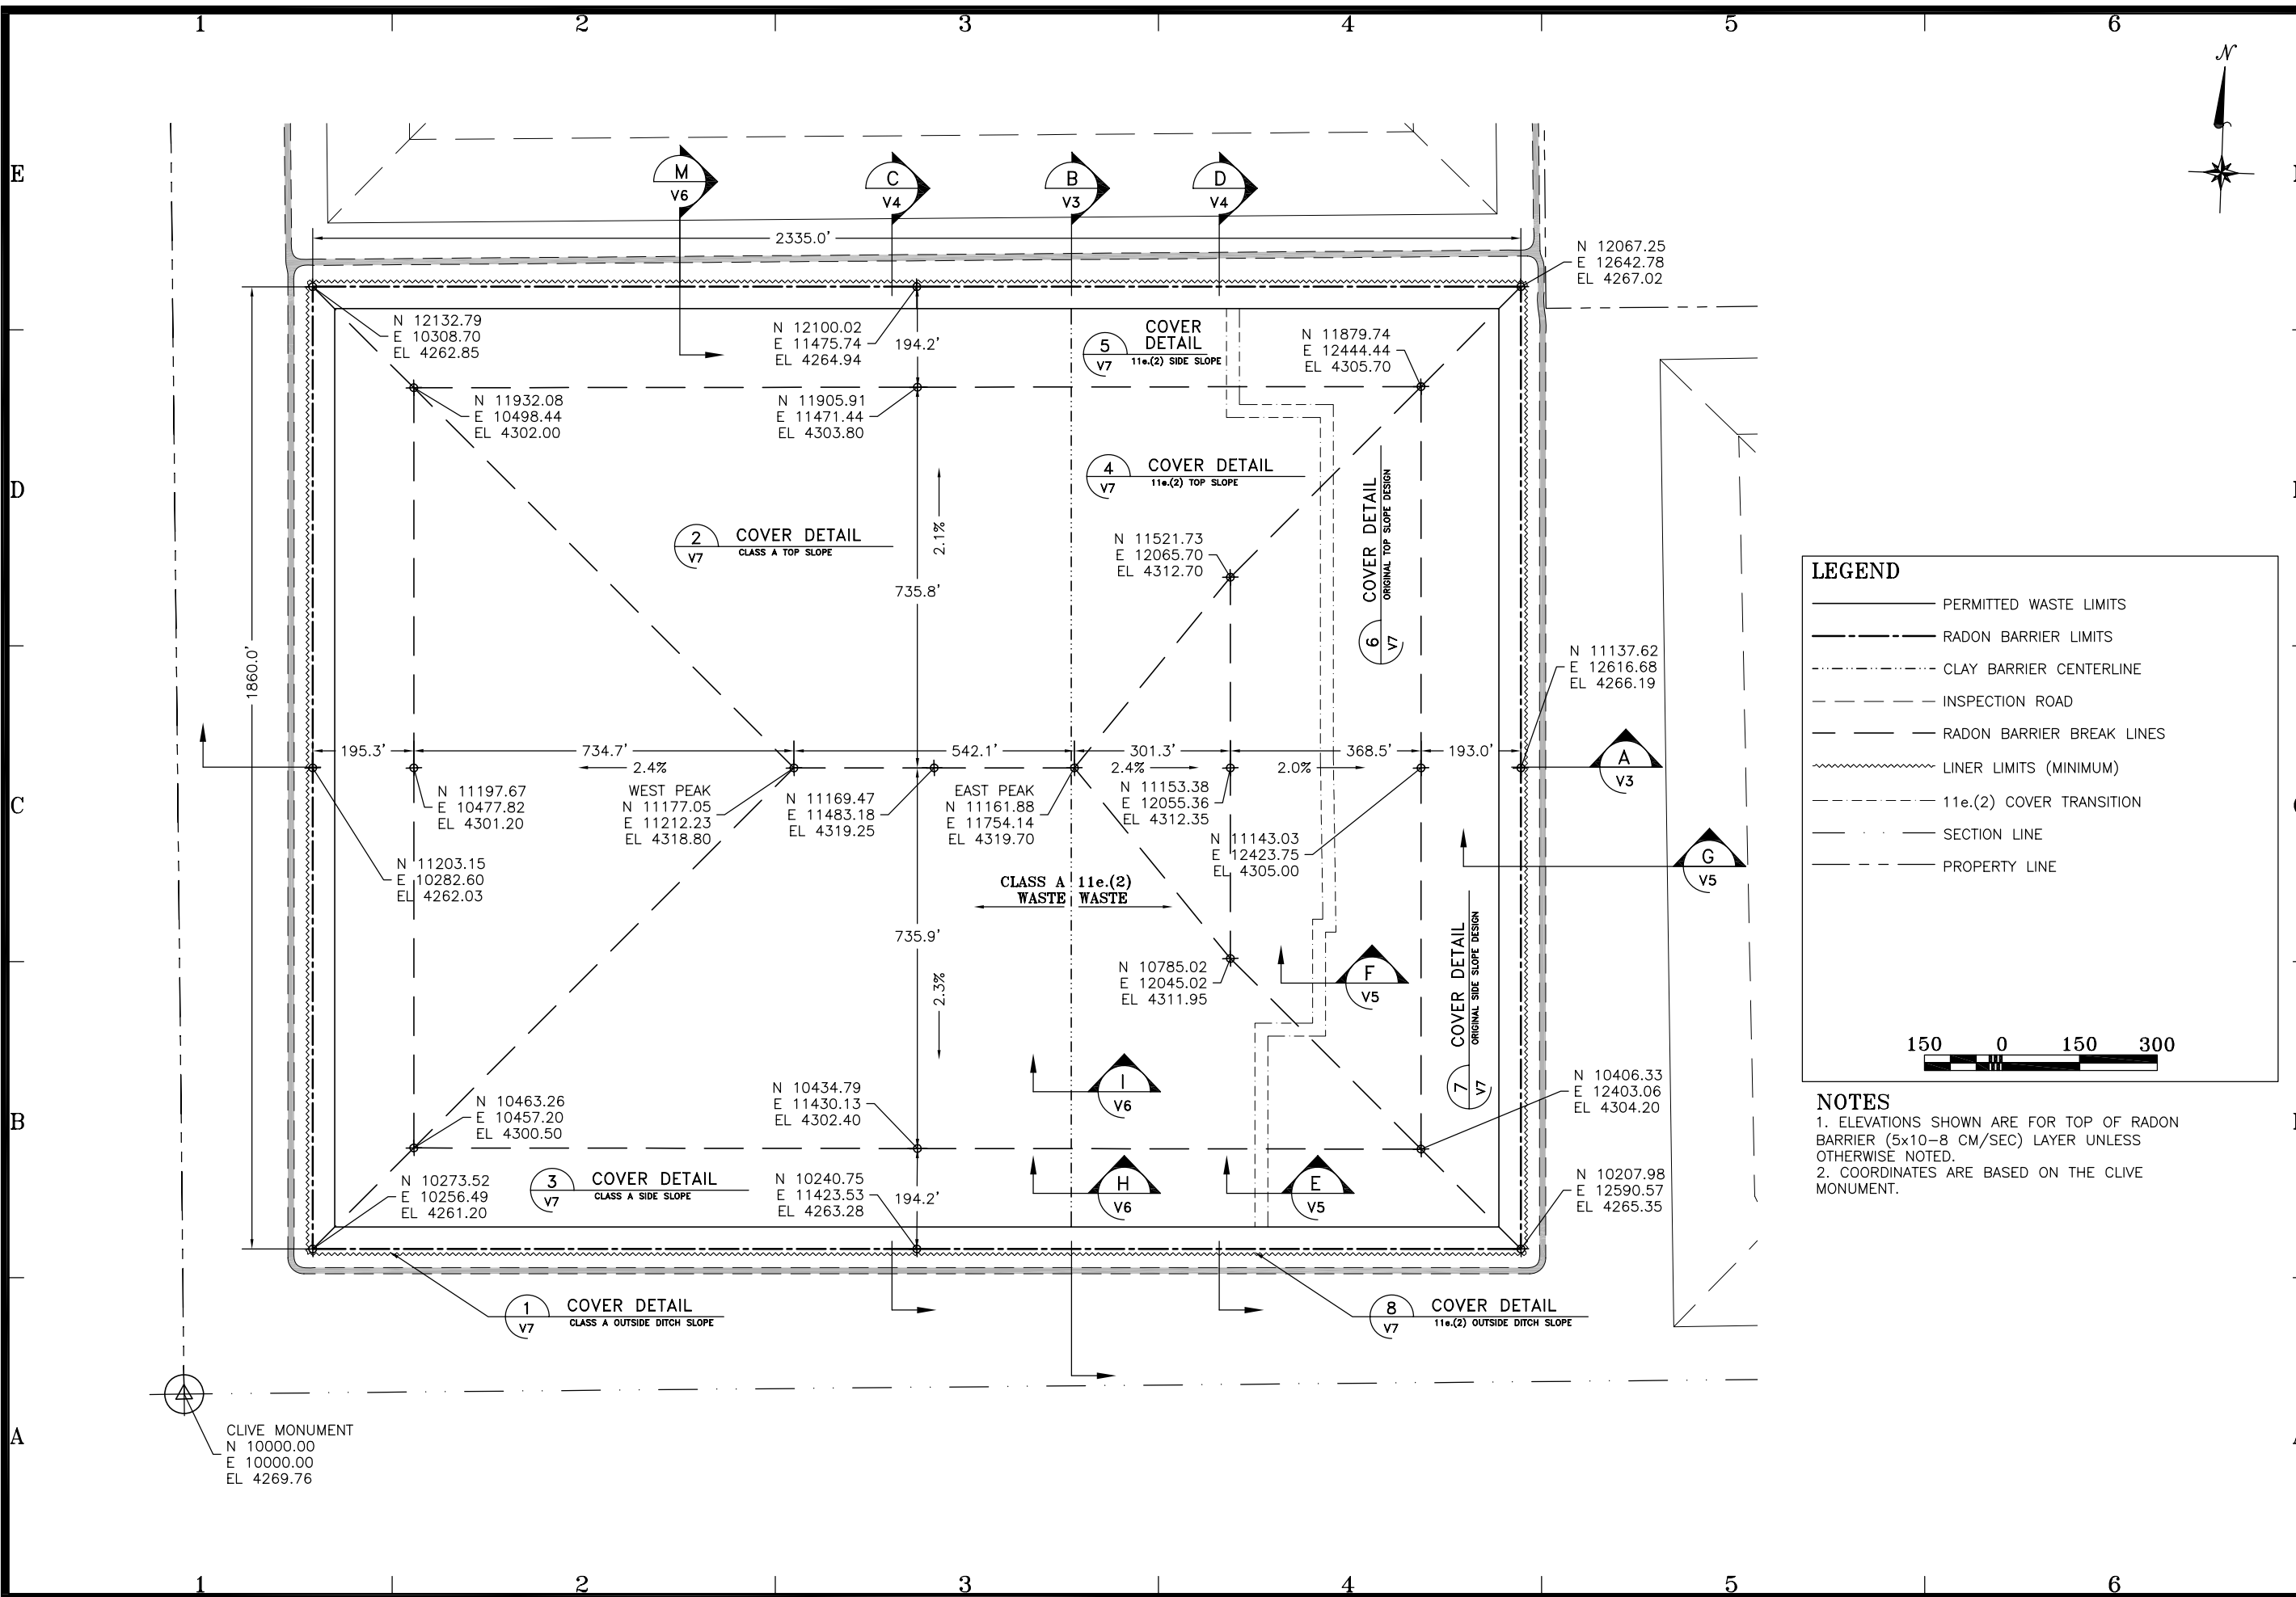 1 2 3 4 5 6
N
E
M
V6
C
V4
B
V3
D
V4
2335.0'
N 12067.25
E 12642.78
EL 4267.02
N 12132.79
E 10308.70
EL 4262.85
N 12100.02
E 11475.74
EL 4264.94
194.2'
5
V7
COVER
DETAIL
11e.(2) SIDE SLOPE
N 11879.74
E 12444.44
EL 4305.70
N 11932.08
E 10498.44
EL 4302.00
N 11905.91
E 11471.44
EL 4303.80
D
4
V7
COVER DETAIL
11e.(2) TOP SLOPE
2
V7
COVER DETAIL
CLASS A TOP SLOPE
2.1%
735.8'
N 11521.73
E 12065.70
EL 4312.70
6
V7
COVER DETAIL
ORIGINAL TOP SLOPE DESIGN
1860.0'
N 11137.62
E 12616.68
EL 4266.19
195.3'
734.7'
542.1'
301.3'
368.5'
193.0'
2.4%
2.4%
2.0%
A
V3
C
N 11197.67
E 10477.82
EL 4301.20
WEST PEAK
N 11177.05
E 11212.23
EL 4318.80
N 11169.47
E 11483.18
EL 4319.25
EAST PEAK
N 11161.88
E 11754.14
EL 4319.70
N 11153.38
E 12055.36
EL 4312.35
N 11143.03
E 12423.75
EL 4305.00
G
V5
N 11203.15
E 10282.60
EL 4262.03
CLASS A 11e.(2)
WASTE WASTE
735.9'
2.3%
N 10785.02
E 12045.02
EL 4311.95
F
V5
7
V7
COVER DETAIL
ORIGINAL SIDE SLOPE DESIGN
B
I
V6
N 10463.26
E 10457.20
EL 4300.50
N 10434.79
E 11430.13
EL 4302.40
N 10406.33
E 12403.06
EL 4304.20
N 10273.52
E 10256.49
EL 4261.20
3
V7
COVER DETAIL
CLASS A SIDE SLOPE
N 10240.75
E 11423.53
EL 4263.28
194.2'
H
V6
E
V5
N 10207.98
E 12590.57
EL 4265.35
1
V7
COVER DETAIL
CLASS A OUTSIDE DITCH SLOPE
8
V7
COVER DETAIL
11e.(2) OUTSIDE DITCH SLOPE
A
CLIVE MONUMENT
N 10000.00
E 10000.00
EL 4269.76
LEGEND
PERMITTED WASTE LIMITS
RADON BARRIER LIMITS
CLAY BARRIER CENTERLINE
INSPECTION ROAD
RADON BARRIER BREAK LINES
LINER LIMITS (MINIMUM)
11e.(2) COVER TRANSITION
SECTION LINE
PROPERTY LINE
150 0 150 300
NOTES
1. ELEVATIONS SHOWN ARE FOR TOP OF RADON
BARRIER (5x10-8 CM/SEC) LAYER UNLESS
OTHERWISE NOTED.
2. COORDINATES ARE BASED ON THE CLIVE
MONUMENT.
1 2 3 4 5 6